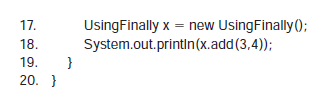 17. UsingFinally x = new UsingFinally();
18. System.out.println(x.add(3,4));
19. }
20. }